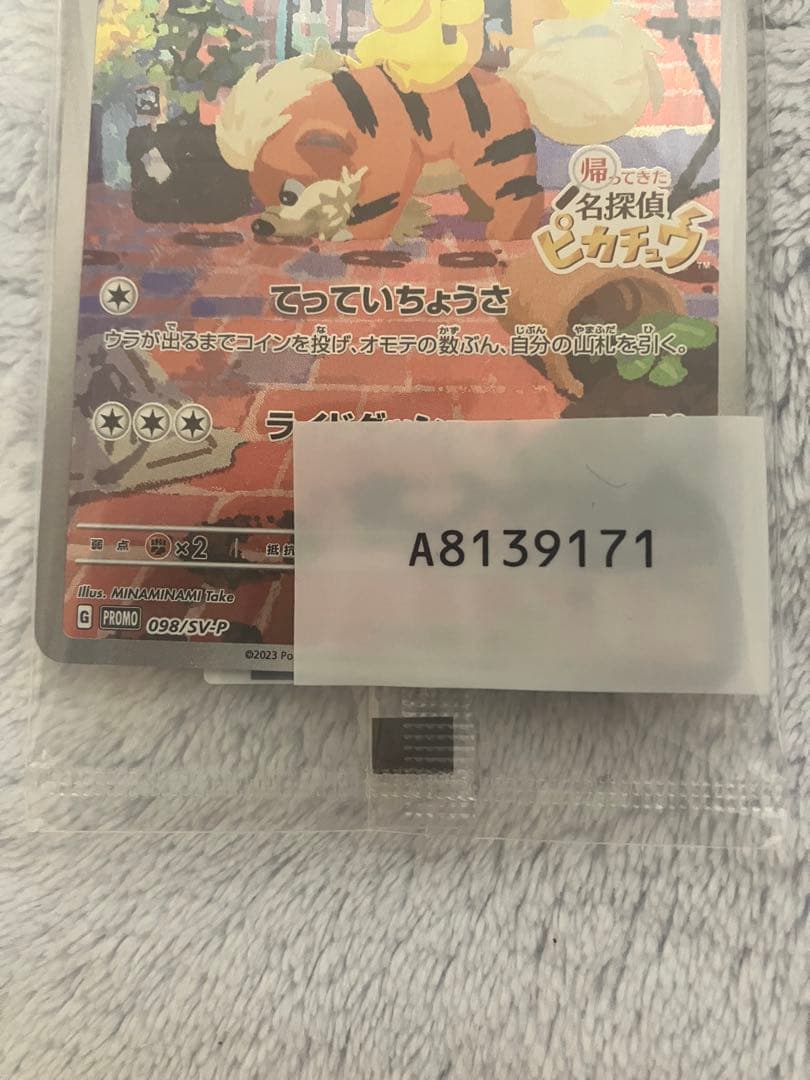 帰ってきた
名探偵
ピカチュウ
TM
てっていちょうさ
ウラが出るまでコインを投げ、オモテの数ぶん、自分の山札を引く。
A8139171
弱点 ×2 抵抗
Illus. MINAMINAMI Take
G PROMO 098/SV-P
©2023 Po